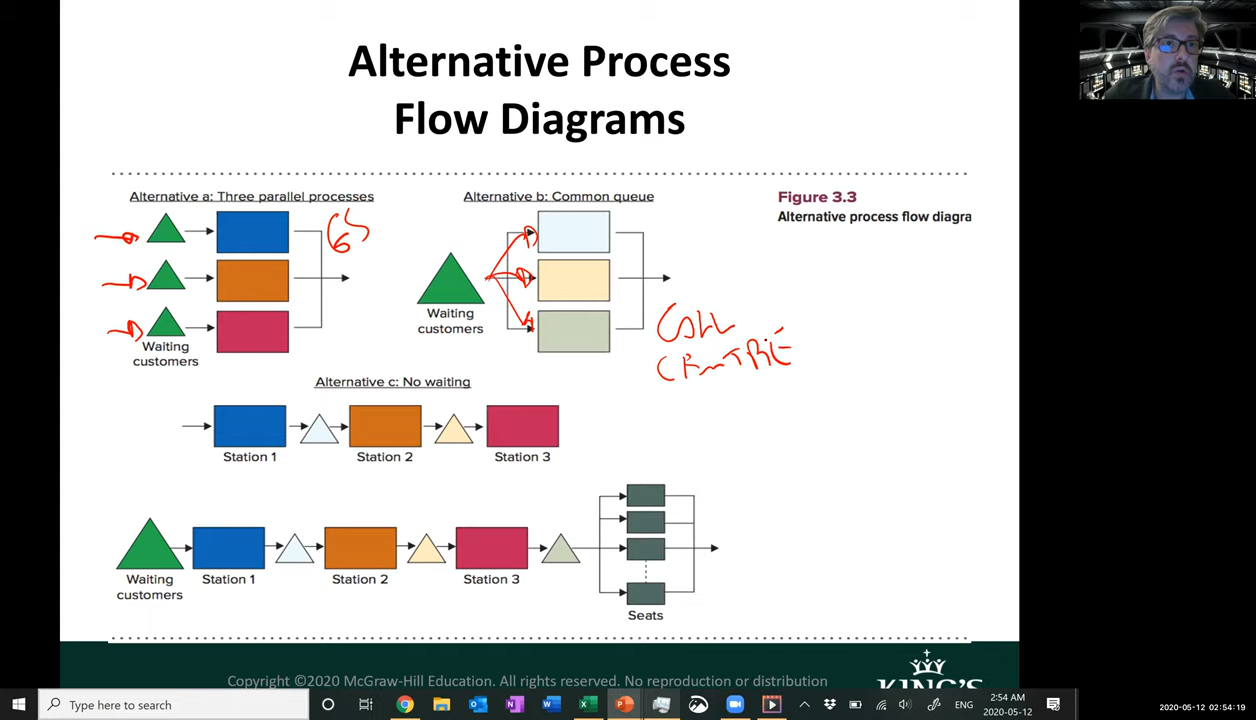 Alternative Process
Flow Diagrams
Alternative a: Three parallel processes
Alternative b: Common queue
Figure 3.3
Alternative process flow diagra
Waiting
customers
Waiting
customers
CALL
CENTRE
Alternative c: No waiting
Station 1
Station 2
Station 3
Waiting
customers
Station 1
Station 2
Station 3
Seats
Copyright ©2020 McGraw-Hill Education. All rights reserved. No reproduction or distribution
KING'S
Type here to search
ENG
2:54 AM
2020-05-12
2020-05-12 02:54:19